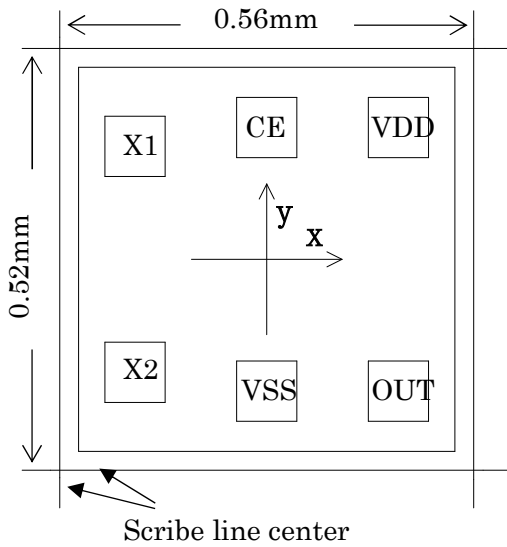 0.56mm
X1 CE VDD
y
x
0.52mm
X2 VSS OUT
Scribe line center